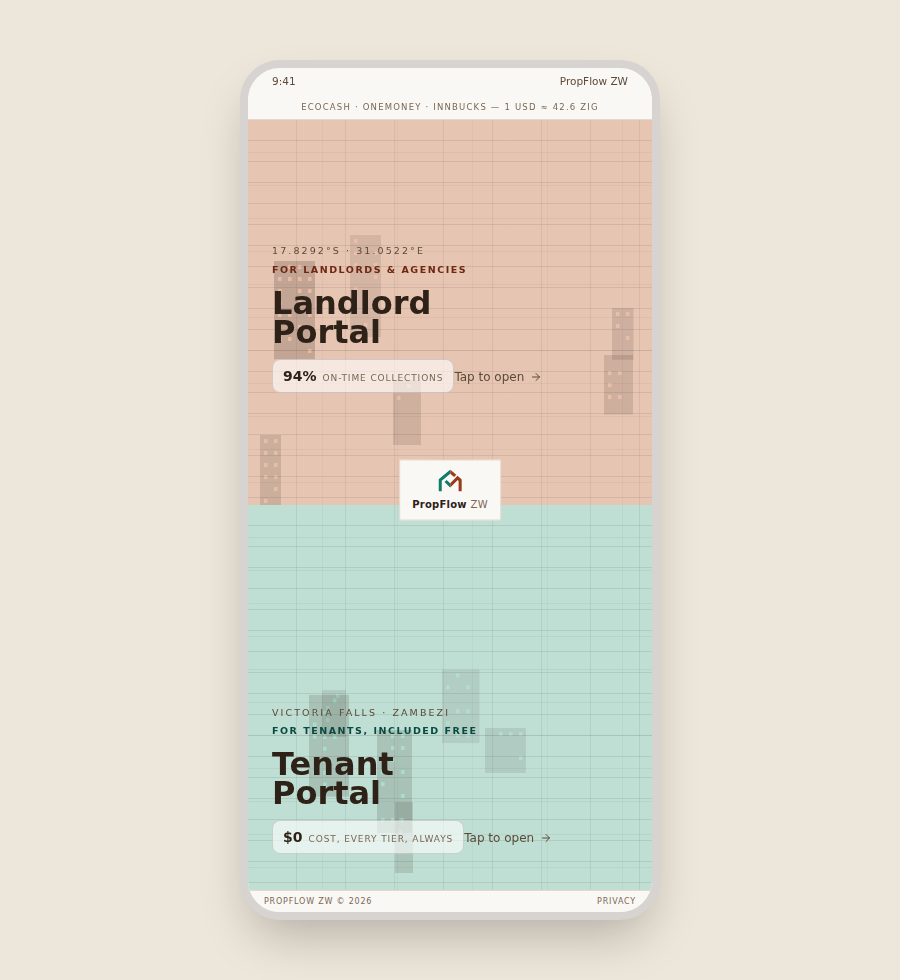 9:41 PropFlow ZW
ECOCASH · ONEMONEY · INNBUCKS — 1 USD ≈ 42.6 ZIG
17.8292°S · 31.0522°E
FOR LANDLORDS & AGENCIES
Landlord
Portal
94% ON-TIME COLLECTIONS Tap to open →
PropFlow ZW
VICTORIA FALLS · ZAMBEZI
FOR TENANTS, INCLUDED FREE
Tenant
Portal
$0 COST, EVERY TIER, ALWAYS Tap to open →
PROPFLOW ZW © 2026 PRIVACY